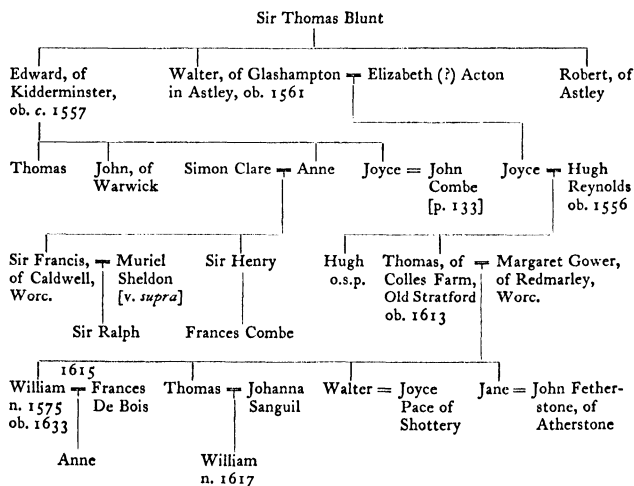 Sir Thomas Blunt
Edward, of
Kidderminster,
ob. c. 1557
Walter, of Glashampton
in Astley, ob. 1561
Elizabeth (?) Acton
Robert, of
Astley
Thomas
John, of
Warwick
Simon Clare
Anne
Joyce = John
Combe
[p. 133]
Joyce
Hugh
Reynolds
ob. 1556
Sir Francis,
of Caldwell,
Worc.
Muriel
Sheldon
[v. supra]
Sir Henry
Hugh
o.s.p.
Thomas, of
Colles Farm,
Old Stratford
ob. 1613
Margaret Gower,
of Redmarley,
Worc.
Sir Ralph
Frances Combe
1615
William
n. 1575
ob. 1633
Frances
De Bois
Thomas
Johanna
Sanguil
Walter = Joyce
Pace of
Shottery
Jane = John Fether-
stone, of
Atherstone
Anne
William
n. 1617